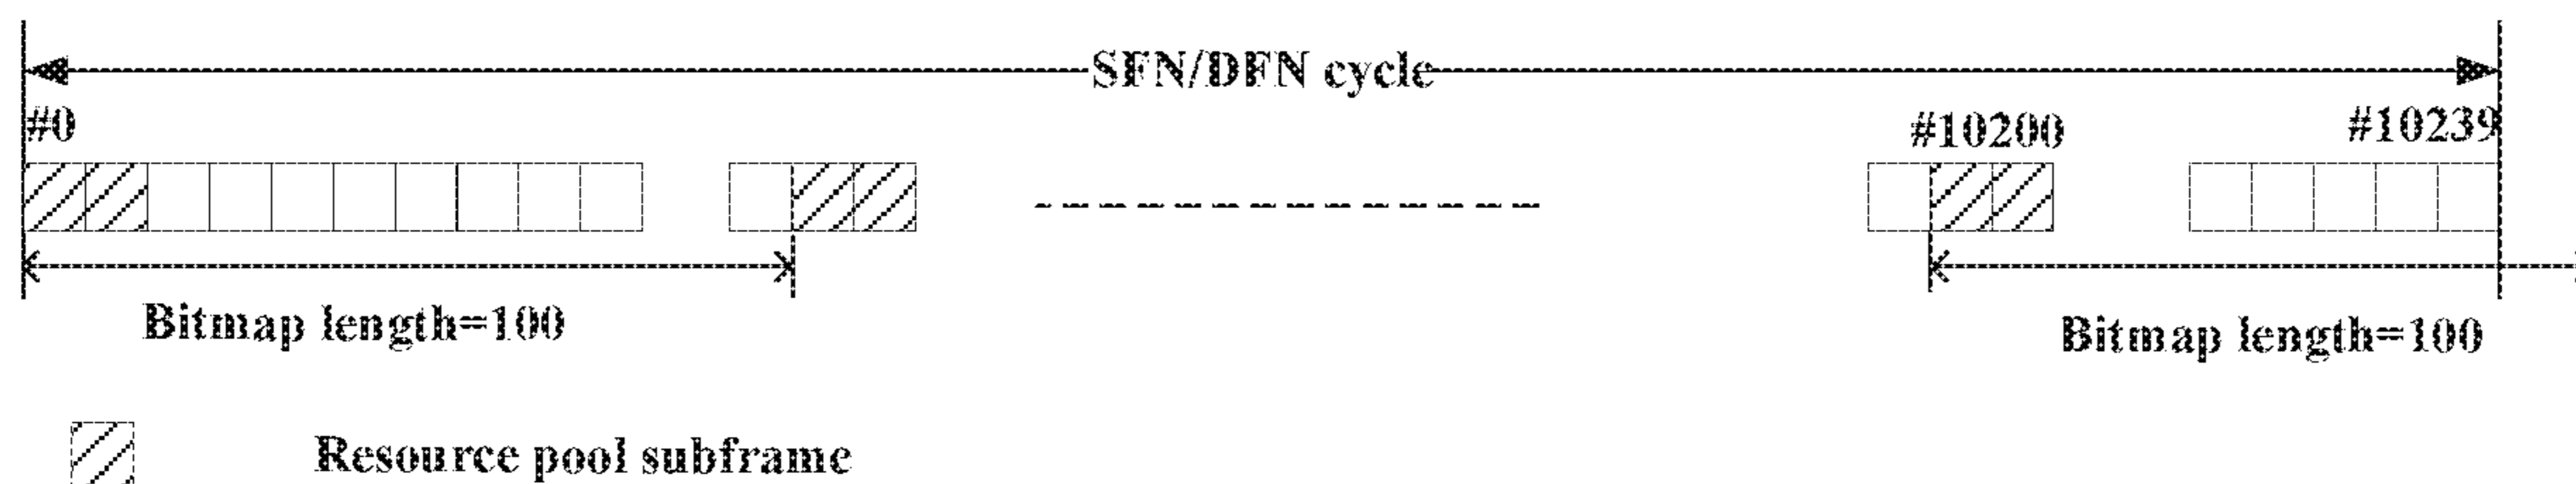 SFN/DFN cycle
#0
#10200
#10239
Bitmap length=100
Bitmap length=100
Resource pool subframe